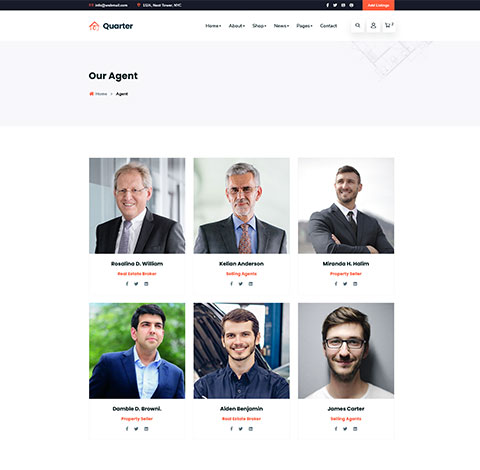 info@webmail.com 15/A, Nest Tower, NYC Add Listings
Quarter Home About Shop News Pages Contact 2
Our Agent
Home » Agent
Rosalina D. William Kelian Anderson Miranda H. Halim
Real Estate Broker Selling Agents Property Seller
Damble D. Browni. Aiden Benjamin James Carter
Property Seller Real Estate Broker Selling Agents